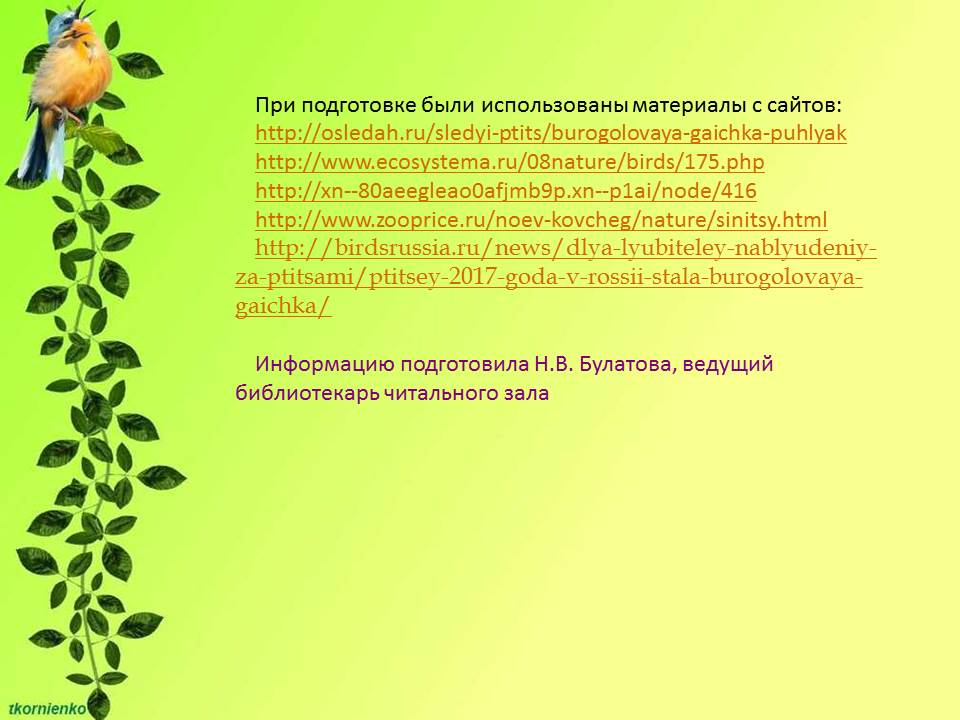 При подготовке были использованы материалы с сайтов:
http://osledah.ru/sledyi-ptits/burogolovaya-gaichka-puhlyak
http://www.ecosystema.ru/08nature/birds/175.php
http://xn--80aeegleao0afjmb9p.xn--p1ai/node/416
http://www.zooprice.ru/noev-kovcheg/nature/sinitsy.html
http://birdsrussia.ru/news/dlya-lyubiteley-nablyudeniy-
za-ptitsami/ptitsey-2017-goda-v-rossii-stala-burogolovaya-
gaichka/
Информацию подготовила Н.В. Булатова, ведущий
библиотекарь читального зала
tkornienko